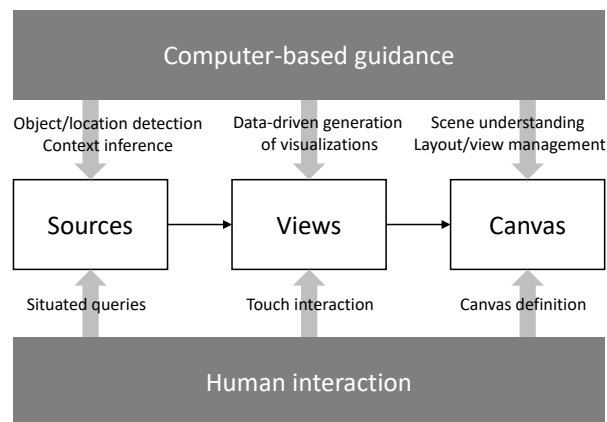 Computer-based guidance
Object/location detection
Context inference
Data-driven generation
of visualizations
Scene understanding
Layout/view management
Sources
Views
Canvas
Situated queries
Touch interaction
Canvas definition
Human interaction